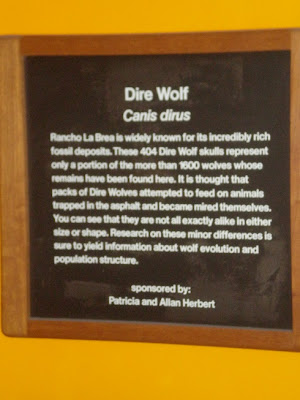 Dire Wolf
Canis dirus
Rancho La Brea is widely known for its incredibly rich
fossil deposits. These 404 Dire Wolf skulls represent
only a portion of the more than 1600 wolves whose
remains have been found here. It is thought that
packs of Dire Wolves attempted to feed on animals
trapped in the asphalt and became mired themselves.
You can see that they are not all exactly alike in either
size or shape. Research on these minor differences is
sure to yield information about wolf evolution and
population structure.
sponsored by:
Patricia and Allan Herbert